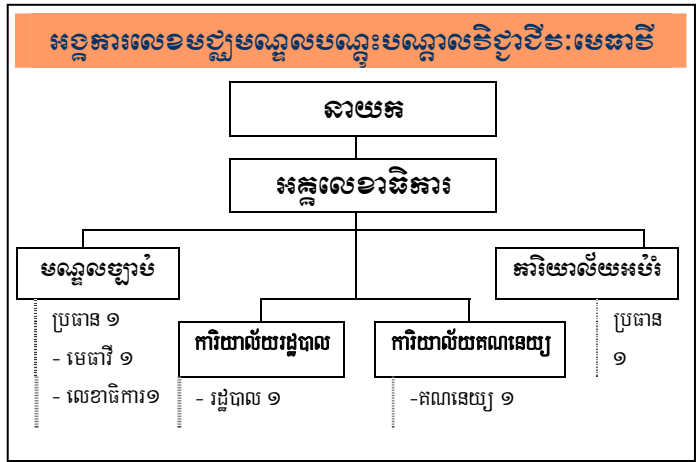 អង្គការលេខមជ្ឈមណ្ឌលបណ្តុះបណ្តាលវិជ្ជាជីវៈមេធាវី
នាយក
អគ្គលេខាធិការ
មណ្ឌលច្បាប់
ការិយាល័យអប់រំ
ប្រធាន ១
- មេធាវី ១
- លេខាធិការ១
ការិយាល័យរដ្ឋបាល
- រដ្ឋបាល ១
ការិយាល័យគណនេយ្យ
-គណនេយ្យ ១
ប្រធាន
១